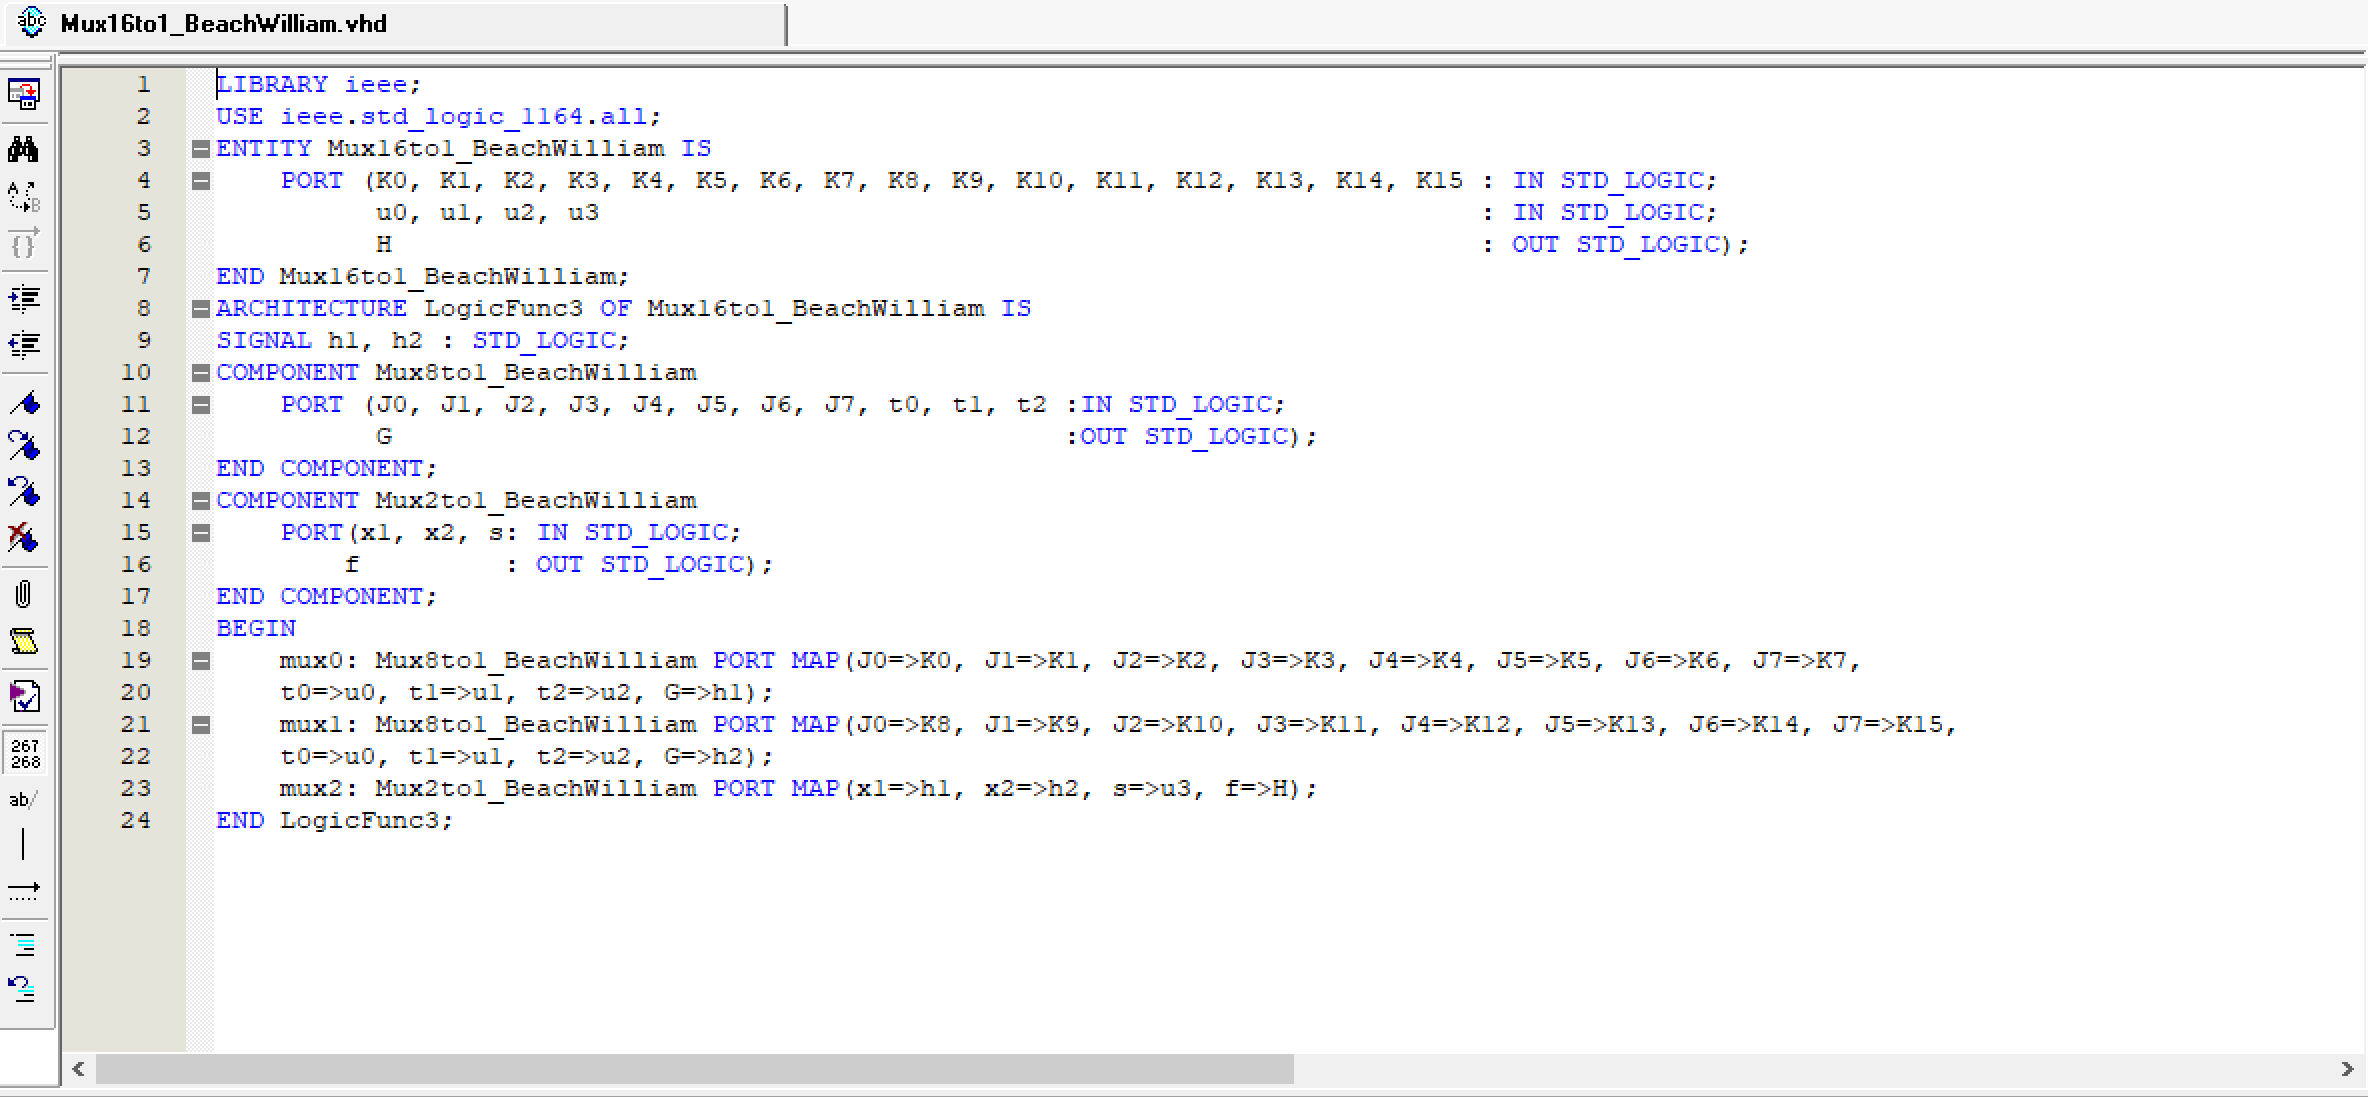 Mux16to1_BeachWilliam.vhd
1 LIBRARY ieee;
2 USE ieee.std_logic_1164.all;
3 ENTITY Mux16to1_BeachWilliam IS
4 PORT (K0, K1, K2, K3, K4, K5, K6, K7, K8, K9, K10, K11, K12, K13, K14, K15 : IN STD_LOGIC;
5 u0, u1, u2, u3 : IN STD_LOGIC;
6 H : OUT STD_LOGIC);
7 END Mux16to1_BeachWilliam;
8 ARCHITECTURE LogicFunc3 OF Mux16to1_BeachWilliam IS
9 SIGNAL h1, h2 : STD_LOGIC;
10 COMPONENT Mux8to1_BeachWilliam
11 PORT (J0, J1, J2, J3, J4, J5, J6, J7, t0, t1, t2 :IN STD_LOGIC;
12 G :OUT STD_LOGIC);
13 END COMPONENT;
14 COMPONENT Mux2to1_BeachWilliam
15 PORT(x1, x2, s: IN STD_LOGIC;
16 f : OUT STD_LOGIC);
17 END COMPONENT;
18 BEGIN
19 mux0: Mux8to1_BeachWilliam PORT MAP(J0=>K0, J1=>K1, J2=>K2, J3=>K3, J4=>K4, J5=>K5, J6=>K6, J7=>K7,
20 t0=>u0, t1=>u1, t2=>u2, G=>h1);
21 mux1: Mux8to1_BeachWilliam PORT MAP(J0=>K8, J1=>K9, J2=>K10, J3=>K11, J4=>K12, J5=>K13, J6=>K14, J7=>K15,
22 t0=>u0, t1=>u1, t2=>u2, G=>h2);
23 mux2: Mux2to1_BeachWilliam PORT MAP(x1=>h1, x2=>h2, s=>u3, f=>H);
24 END LogicFunc3;
267
268
ab/